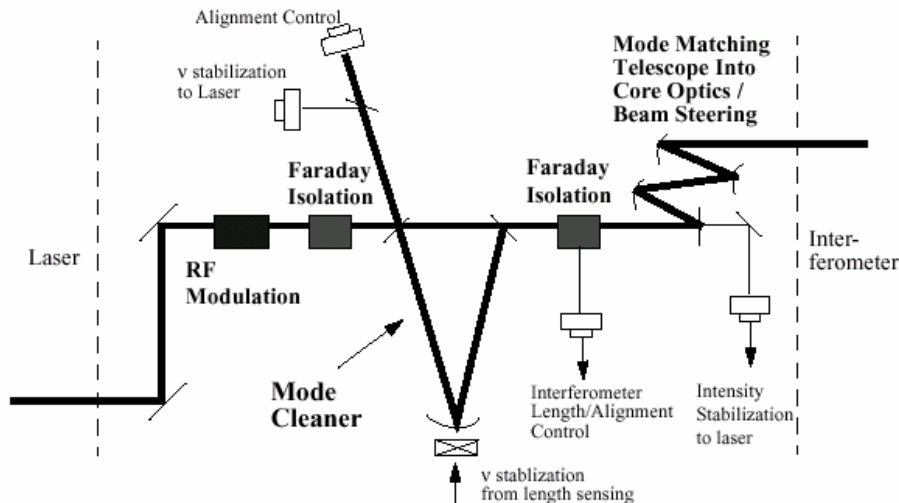 Alignment Control
ν stabilization
to Laser
Mode Matching
Telescope Into
Core Optics /
Beam Steering
Faraday
Isolation
Faraday
Isolation
Laser
RF
Modulation
Inter-
ferometer
Mode
Cleaner
Interferometer
Length/Alignment
Control
Intensity
Stabilization
to laser
ν stablization
from length sensing